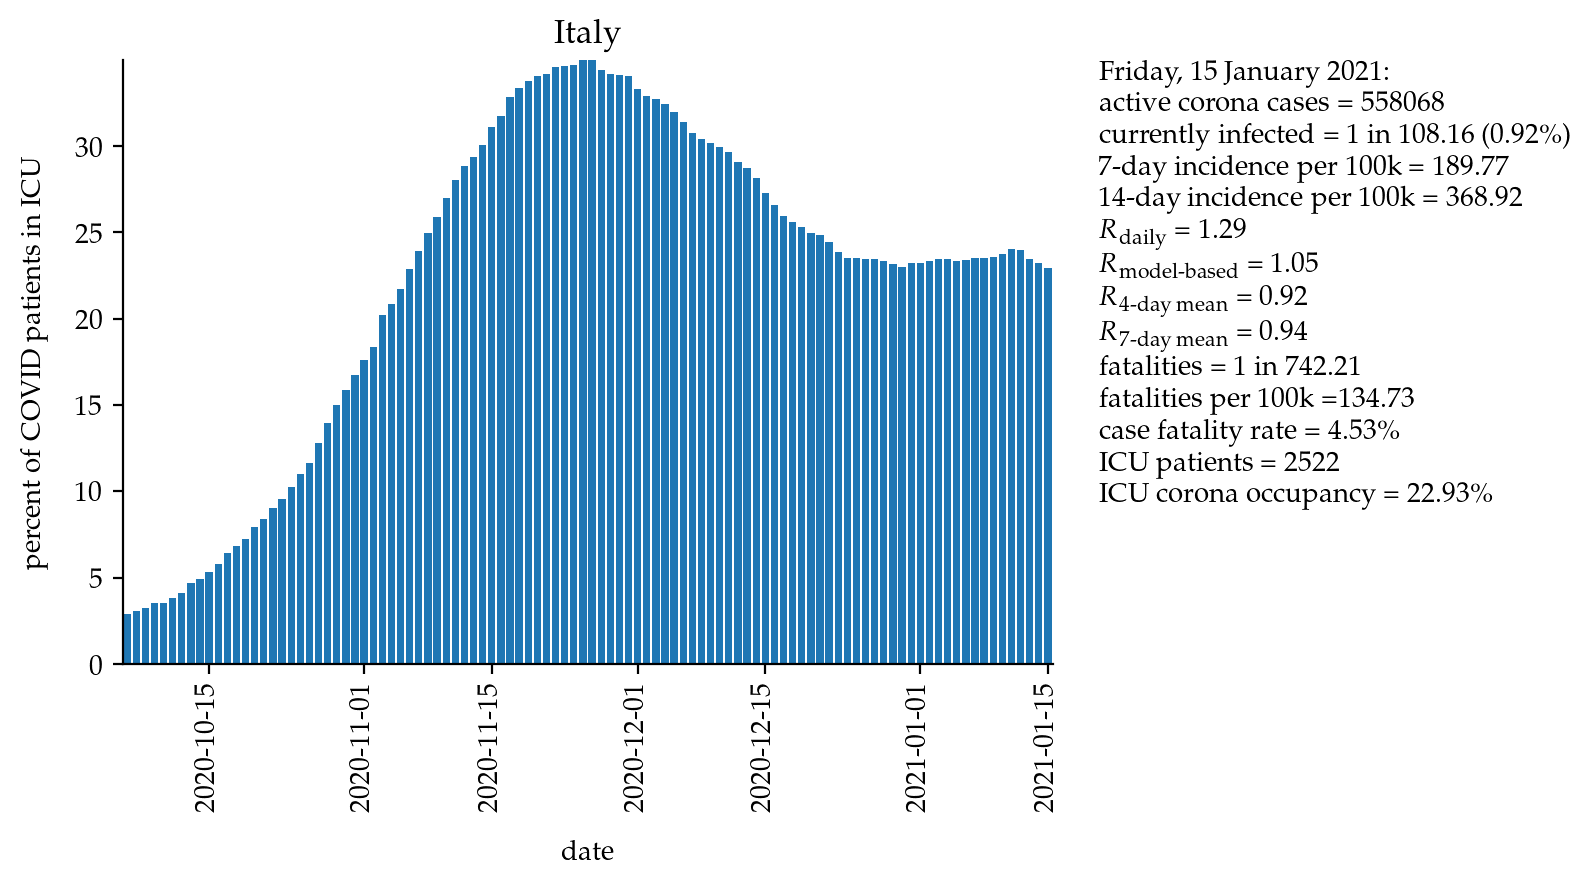 Italy
percent of COVID patients in ICU
30
25
20
15
10
5
0
2020-10-15
2020-11-01
2020-11-15
2020-12-01
2020-12-15
2021-01-01
2021-01-15
date
Friday, 15 January 2021:
active corona cases = 558068
currently infected = 1 in 108.16 (0.92%)
7-day incidence per 100k = 189.77
14-day incidence per 100k = 368.92
R daily = 1.29
R model-based = 1.05
R 4-day mean = 0.92
R 7-day mean = 0.94
fatalities = 1 in 742.21
fatalities per 100k =134.73
case fatality rate = 4.53%
ICU patients = 2522
ICU corona occupancy = 22.93%